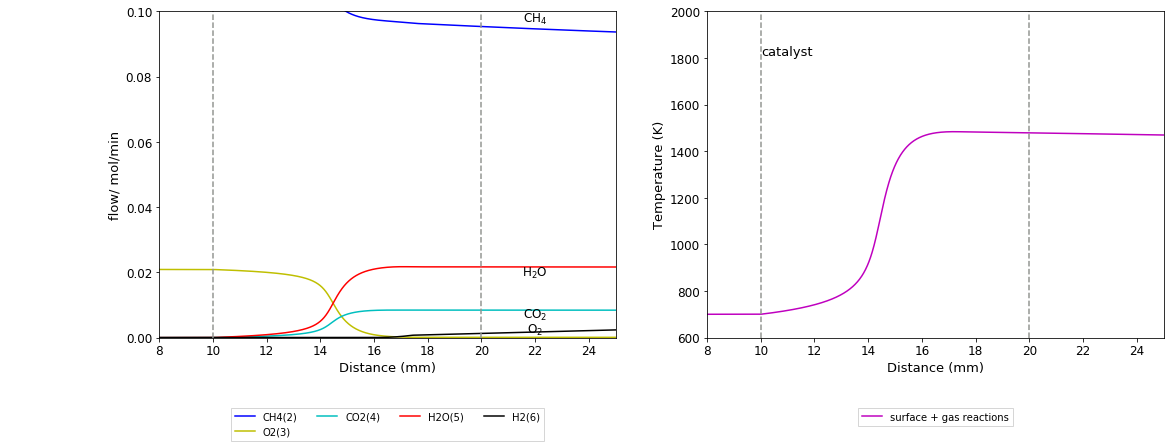 0.10
0.08
0.06
0.04
0.02
0.00
flow/ mol/min
CH4
H2O
CO2
O2
8 10 12 14 16 18 20 22 24
Distance (mm)
CH4(2) CO2(4) H2O(5) H2(6)
O2(3)
2000
1800
1600
1400
1200
1000
800
600
Temperature (K)
catalyst
8 10 12 14 16 18 20 22 24
Distance (mm)
surface + gas reactions